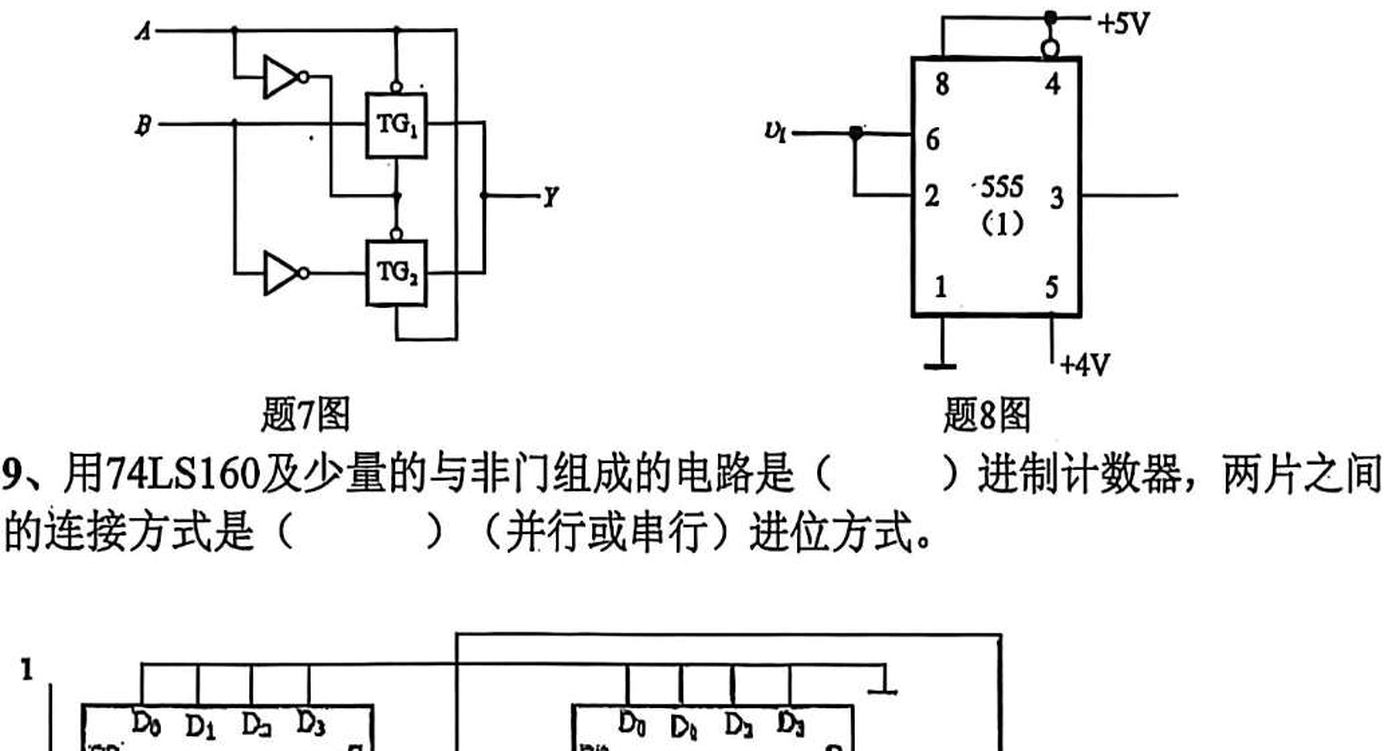 A
B
TG₁
TG₂
Y
+5V
8 4
υI 6
2 555 3
(1)
1 5
+4V
题7图 题8图
9、用74LS160及少量的与非门组成的电路是（ ）进制计数器，两片之间
的连接方式是（ ）（并行或串行）进位方式。
1
D₀ D₁ D₂ D₃ D₀ D₁ D₂ D₃